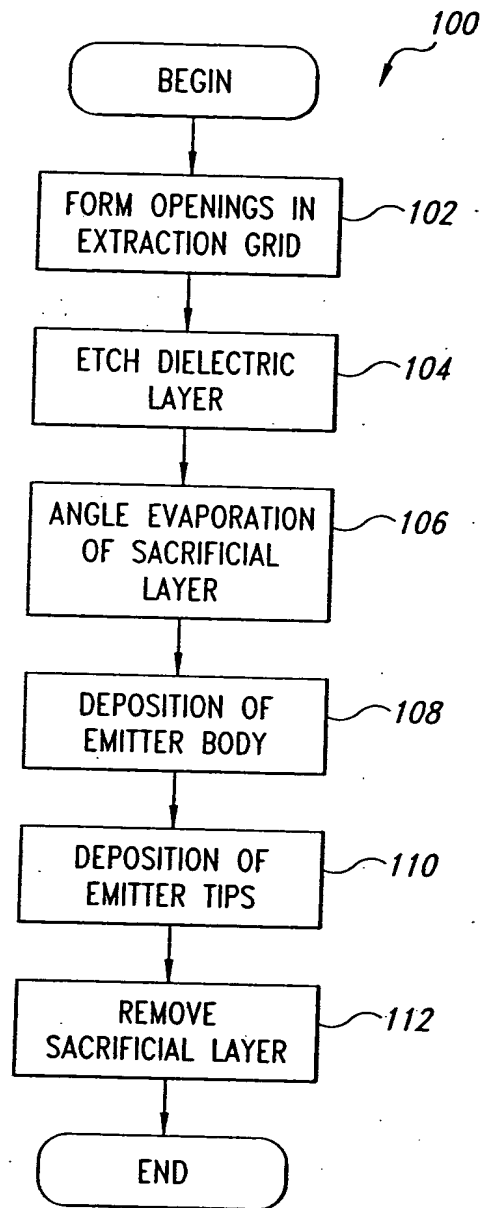 100
BEGIN
FORM OPENINGS IN
EXTRACTION GRID
102
ETCH DIELECTRIC
LAYER
104
ANGLE EVAPORATION
OF SACRIFICIAL
LAYER
106
DEPOSITION OF
EMITTER BODY
108
DEPOSITION OF
EMITTER TIPS
110
REMOVE
SACRIFICIAL LAYER
112
END